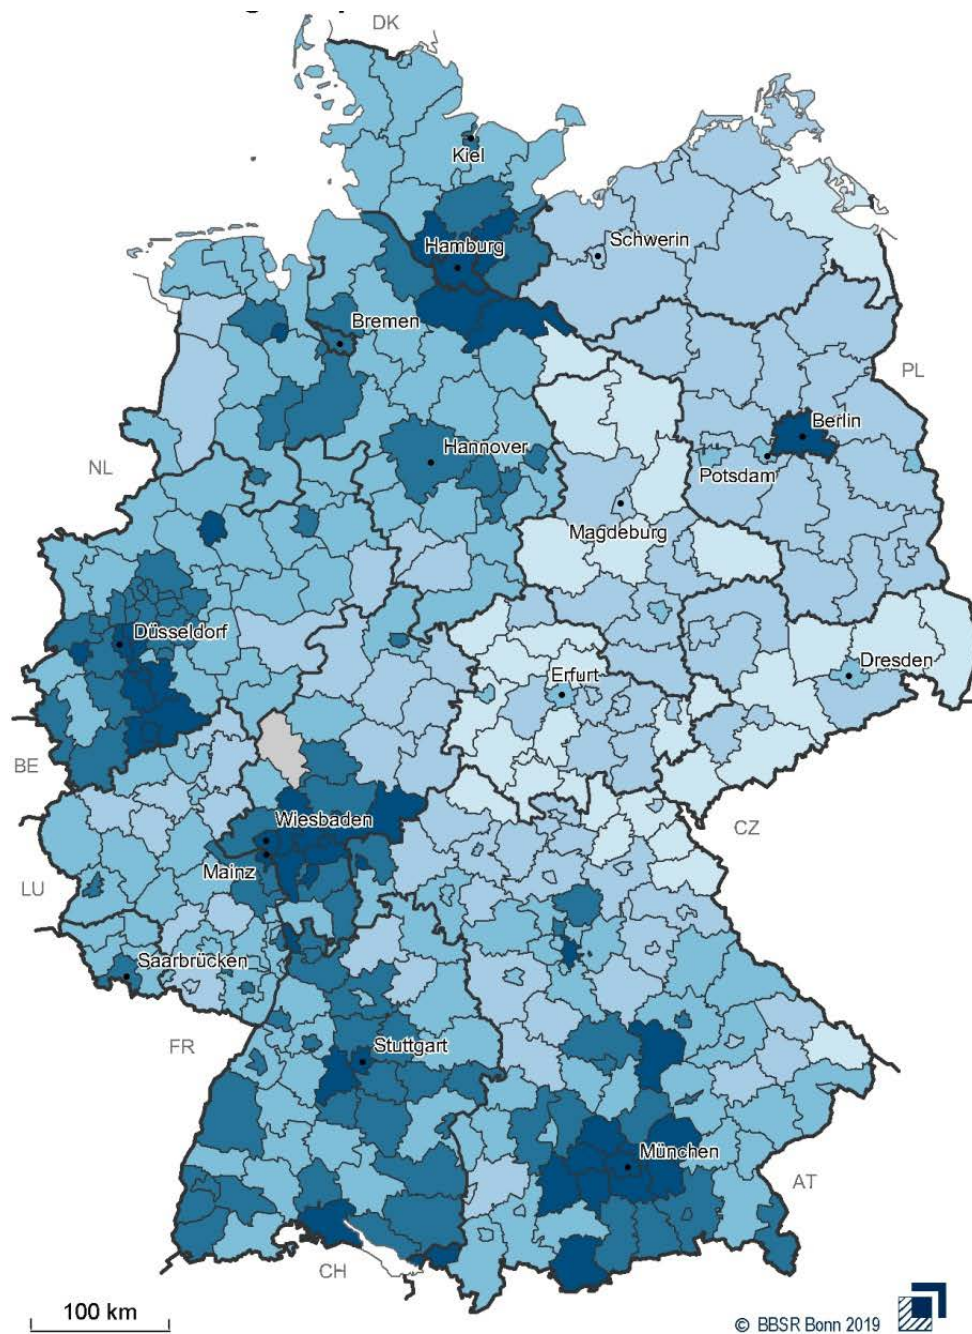 DK
Kiel
Hamburg
Schwerin
Bremen
PL
Berlin
Hannover
NL
Potsdam
Magdeburg
Düsseldorf
Erfurt
Dresden
BE
Wiesbaden
CZ
Mainz
LU
Saarbrücken
FR
Stuttgart
München
AT
CH
100 km
© BBSR Bonn 2019